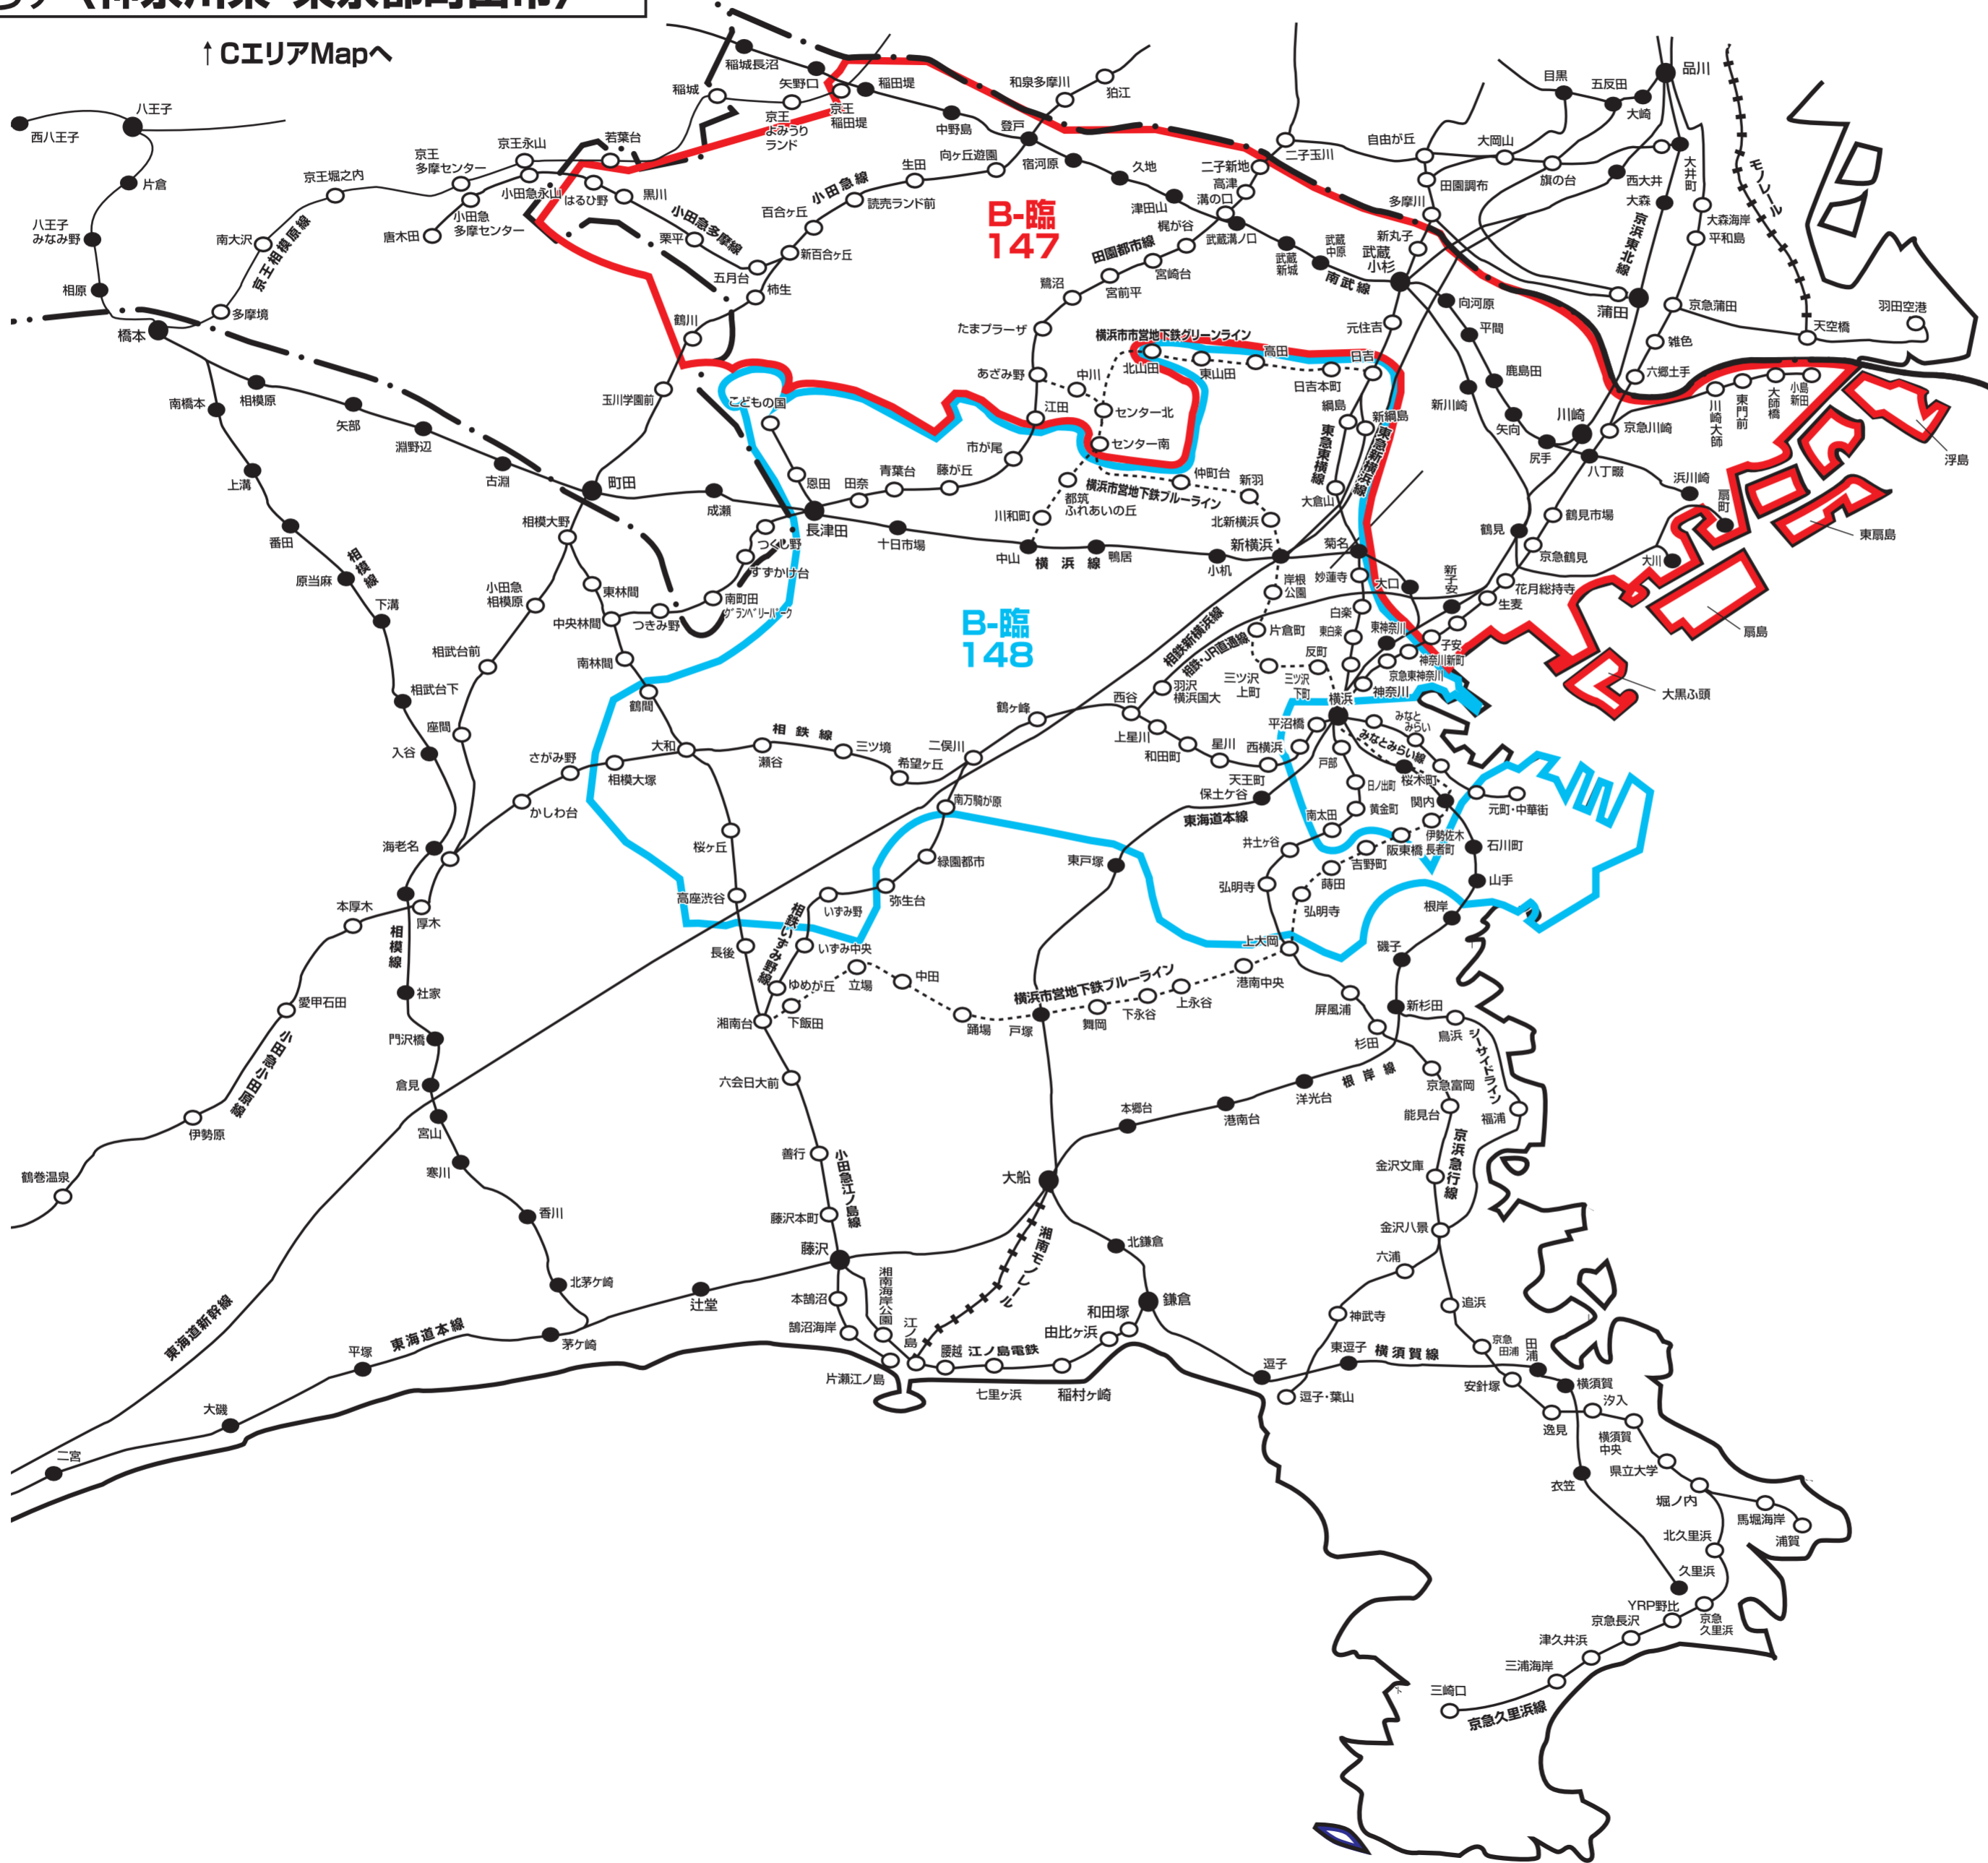 ↑ CエリアMapへ
八王子
西八王子
片倉
八王子
みなみ野
相原
橋本
多摩境
南大沢
京王相模原線
京王堀之内
京王
多摩センター
京王永山
若葉台
稲城
京王
よみうり
ランド
京王
稲田堤
稲城長沼
矢野口
稲田堤
中野島
登戸
和泉多摩川
狛江
宿河原
久地
津田山
武蔵溝ノ口
武蔵
新城
武蔵
中原
南武線
武蔵
小杉
唐木田
小田急
多摩センター
小田急永山
はるひ野
黒川
小田急多摩線
栗平
五月台
新百合ヶ丘
百合ヶ丘
小田急線
読売ランド前
生田
向ヶ丘遊園
柿生
鶴川
玉川学園前
町田
B-臨
147
二子玉川
二子新地
高津
溝の口
梶が谷
田園都市線
宮崎台
宮前平
鷺沼
たまプラーザ
あざみ野
江田
市が尾
藤が丘
青葉台
田奈
長津田
恩田
こどもの国
つくし野
すずかけ台
南町田
グランベリーパーク
つきみ野
中央林間
自由が丘
大岡山
目黒
五反田
大崎
品川
旗の台
大井町
西大井
大森
京浜東北線
大森海岸
平和島
モノレール
田園調布
多摩川
新丸子
蒲田
京急蒲田
天空橋
羽田空港
雑色
六郷土手
向河原
平間
鹿島田
新川崎
矢向
尻手
川崎
京急川崎
川崎大師
東門前
大師橋
小島
新田
八丁畷
浜川崎
扇町
大川
浮島
東扇島
扇島
大黒ふ頭
元住吉
日吉
日吉本町
高田
東山田
北山田
横浜市市営地下鉄グリーンライン
中川
センター北
センター南
横浜市営地下鉄ブルーライン
仲町台
新羽
北新横浜
新横浜
都筑
ふれあいの丘
川和町
中山
横浜線
鴨居
小机
十日市場
成瀬
綱島
新綱島
東急東横線
東急新横浜線
大倉山
菊名
妙蓮寺
大口
白楽
東白楽
東神奈川
反町
岸根
公園
片倉町
三ツ沢
上町
三ツ沢
下町
鶴見
鶴見市場
京急鶴見
花月総持寺
生麦
新子安
子安
神奈川新町
京急東神奈川
神奈川
横浜
相鉄新横浜線
相鉄・JR直通線
羽沢
横浜国大
西谷
鶴ヶ峰
上星川
和田町
星川
天王町
西横浜
平沼橋
B-臨
148
相模原
矢部
淵野辺
古淵
南橋本
上溝
番田
原当麻
相模線
下溝
相武台下
入谷
海老名
相模大野
東林間
小田急
相模原
相武台前
座間
南林間
鶴間
大和
相鉄線
瀬谷
三ツ境
希望ヶ丘
二俣川
南万騎が原
緑園都市
弥生台
いずみ野
いずみ中央
相鉄いずみ野線
ゆめが丘
さがみ野
相模大塚
かしわ台
桜ヶ丘
高座渋谷
長後
湘南台
下飯田
立場
中田
踊場
戸塚
横浜市営地下鉄ブルーライン
舞岡
下永谷
上永谷
港南中央
上大岡
東戸塚
保土ケ谷
東海道本線
戸部
日ノ出町
黄金町
南太田
井土ヶ谷
弘明寺
みなと
みらい
みなとみらい線
桜木町
関内
元町・中華街
伊勢佐木
長者町
阪東橋
吉野町
蒔田
弘明寺
石川町
山手
根岸
磯子
新杉田
屏風浦
杉田
鳥浜
シーサイドライン
福浦
京急富岡
能見台
京浜急行線
金沢文庫
金沢八景
洋光台
根岸線
港南台
本郷台
大船
本厚木
厚木
相模線
社家
門沢橋
倉見
宮山
寒川
香川
北茅ケ崎
茅ケ崎
愛甲石田
小田急小田原線
伊勢原
鶴巻温泉
六会日大前
善行
小田急江ノ島線
藤沢本町
藤沢
辻堂
本鵠沼
鵠沼海岸
片瀬江ノ島
湘南海岸公園
江ノ島
腰越
江ノ島電鉄
七里ヶ浜
稲村ヶ崎
由比ヶ浜
和田塚
鎌倉
北鎌倉
湘南モノレール
東海道新幹線
東海道本線
平塚
大磯
二宮
六浦
神武寺
追浜
東逗子
逗子
逗子・葉山
横須賀線
京急
田浦
田浦
安針塚
横須賀
逸見
汐入
横須賀
中央
衣笠
県立大学
堀ノ内
馬堀海岸
浦賀
北久里浜
久里浜
京急
久里浜
YRP野比
京急長沢
津久井浜
三浦海岸
三崎口
京急久里浜線